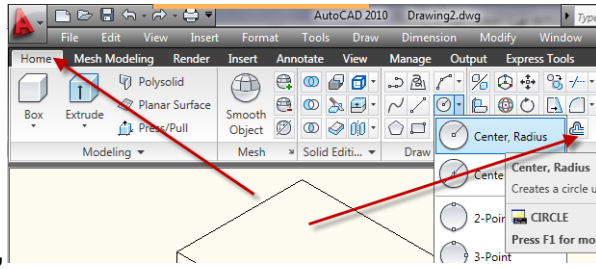 AutoCAD 2010 Drawing2.dwg Type
File Edit View Insert Format Tools Draw Dimension Modify Window
Home Mesh Modeling Render Insert Annotate View Manage Output Express Tools
Polysolid
Planar Surface
Press/Pull
Box Extrude Smooth Object
Modeling Mesh Solid Editi... Draw
Center, Radius
Cente
Center, Radius
Creates a circle u
2-Poin
CIRCLE
Press F1 for mo
3-Point